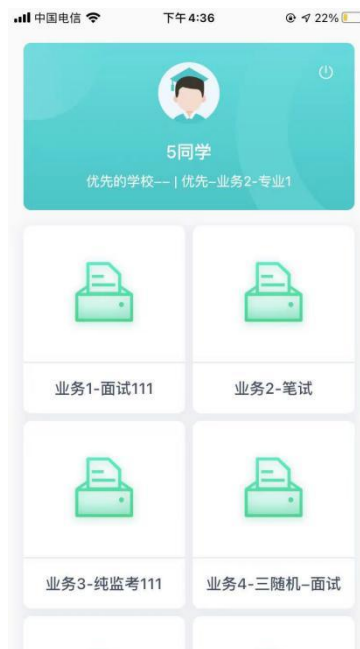 中国电信 下午4:36 22%
5同学
优先的学校—— | 优先-业务2-专业1
业务1-面试111
业务2-笔试
业务3-纯监考111
业务4-三随机-面试